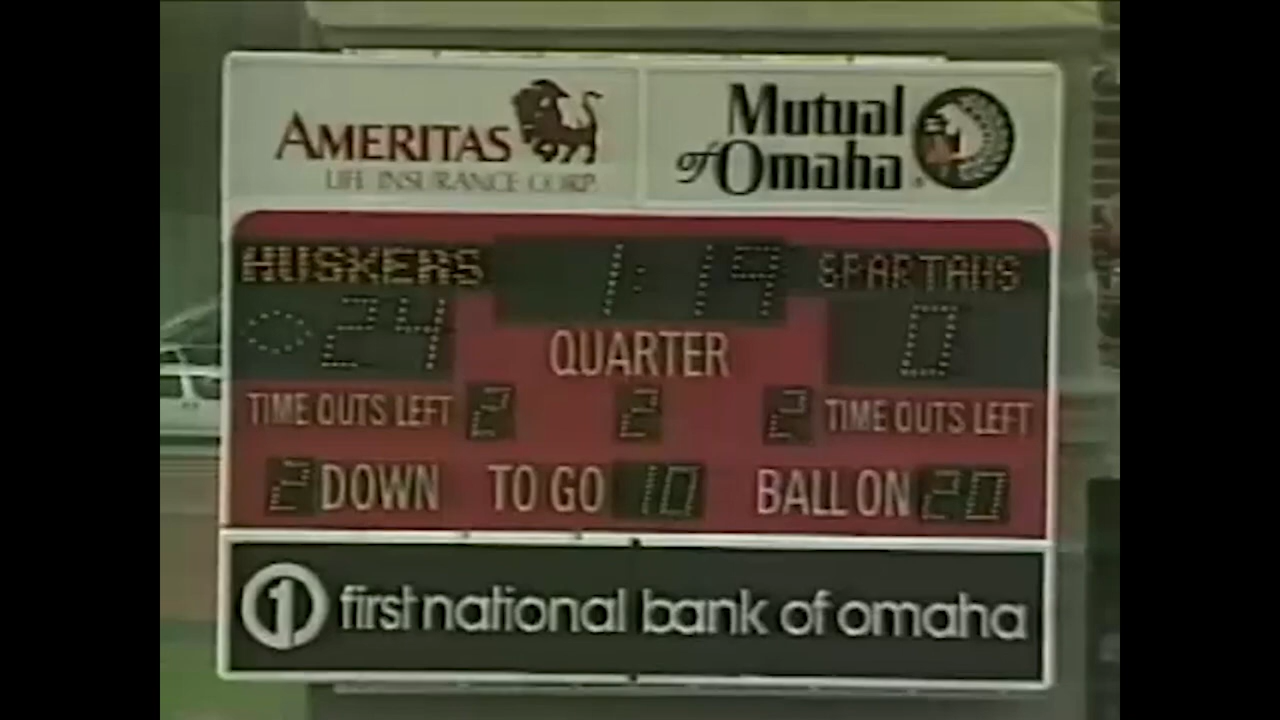 AMERITAS
LIFE INSURANCE CORP.
Mutual
of Omaha
HUSKERS 1:19 SPARTANS
24 QUARTER 0
TIME OUTS LEFT 2 2 2 TIME OUTS LEFT
2 DOWN TO GO 10 BALL ON 20
1 first national bank of omaha